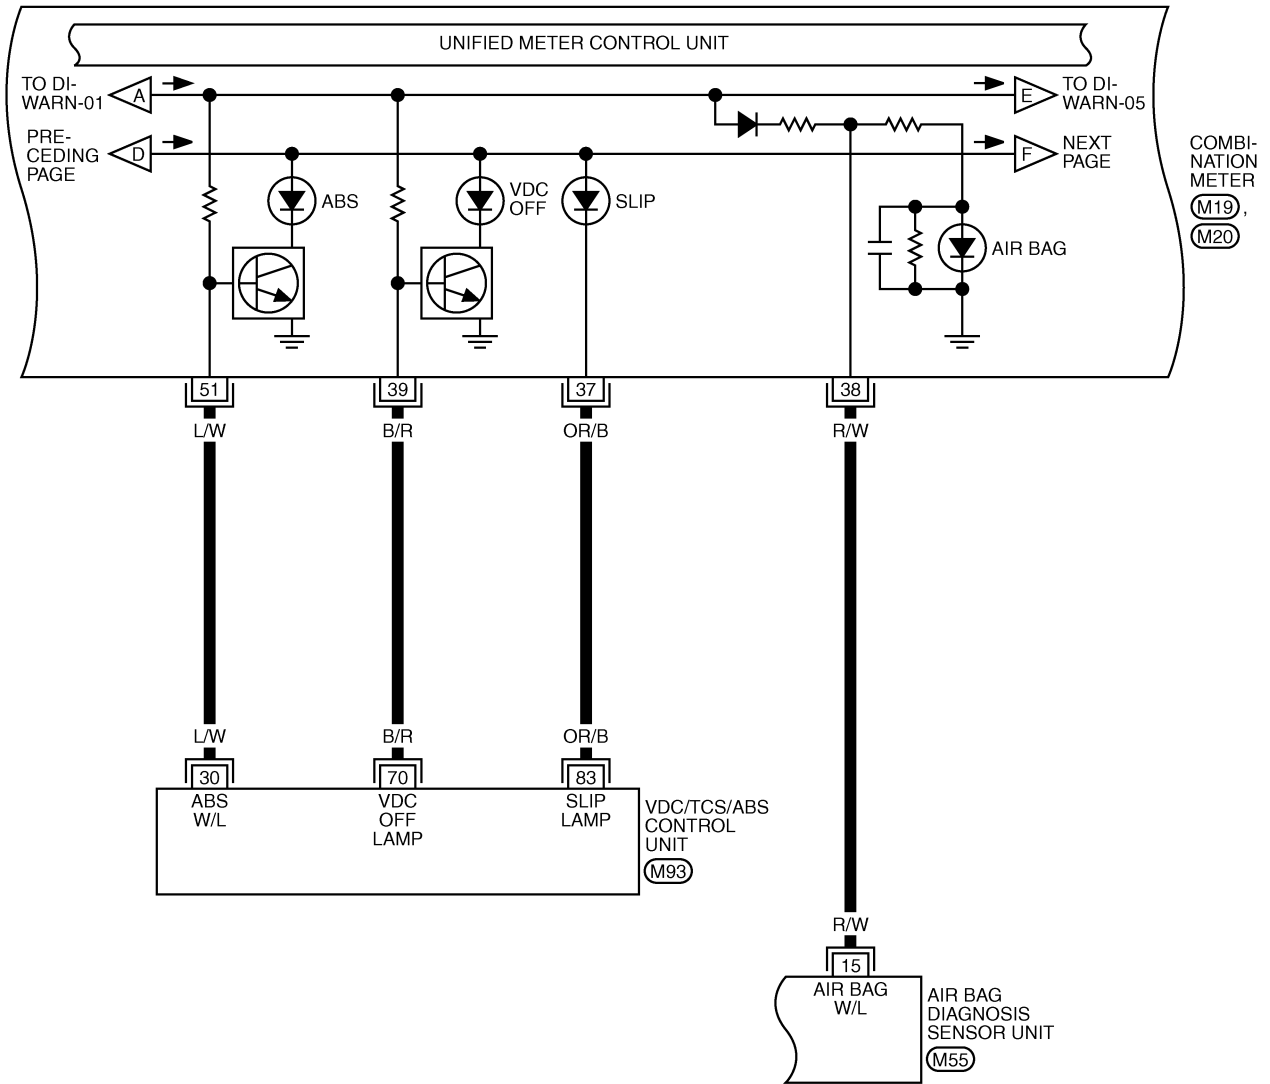 UNIFIED METER CONTROL UNIT
TO DI-
WARN-01
A
E
TO DI-
WARN-05
PRE-
CEDING
PAGE
D
F
NEXT
PAGE
COMBI-
NATION
METER
M19 ,
M20
ABS
VDC
OFF
SLIP
AIR BAG
51
39
37
38
L/W
B/R
OR/B
R/W
L/W
B/R
OR/B
30
70
83
ABS
W/L
VDC
OFF
LAMP
SLIP
LAMP
VDC/TCS/ABS
CONTROL
UNIT
M93
R/W
15
AIR BAG
W/L
AIR BAG
DIAGNOSIS
SENSOR UNIT
M55